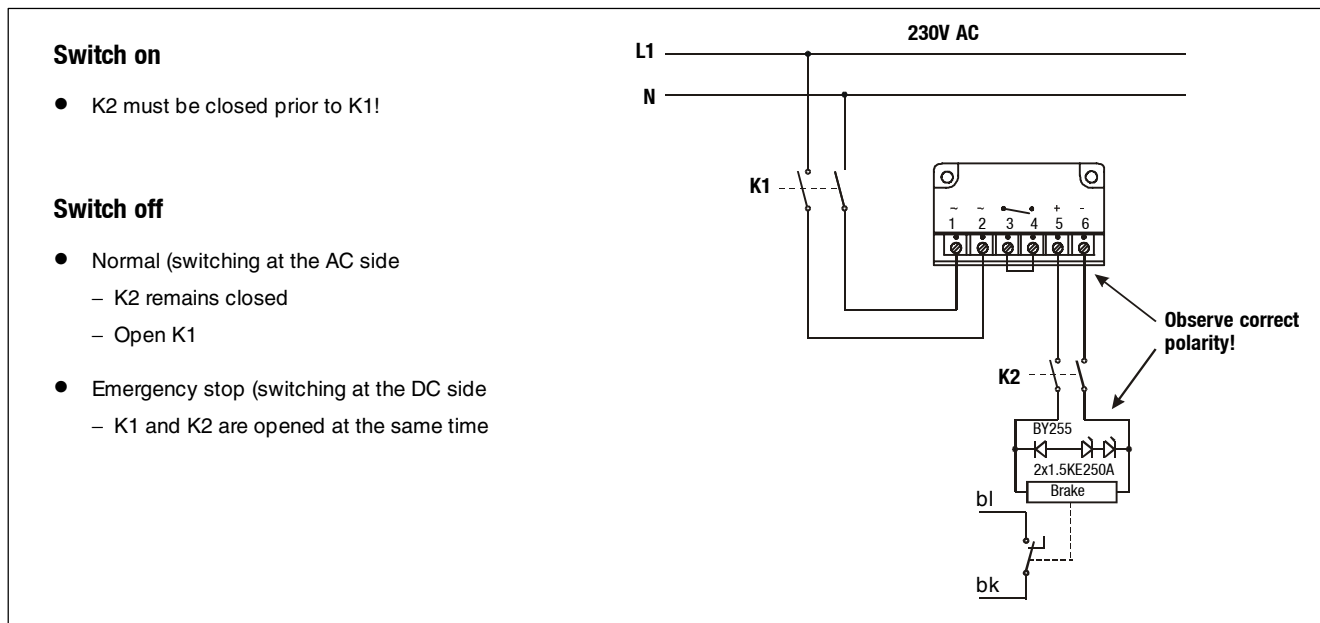 Switch on
● K2 must be closed prior to K1!
Switch off
● Normal (switching at the AC side
– K2 remains closed
– Open K1
● Emergency stop (switching at the DC side
– K1 and K2 are opened at the same time
230V AC
L1
N
K1
~ ~ + -
1 2 3 4 5 6
Observe correct
polarity!
K2
BY255
2x1.5KE250A
Brake
bl
bk